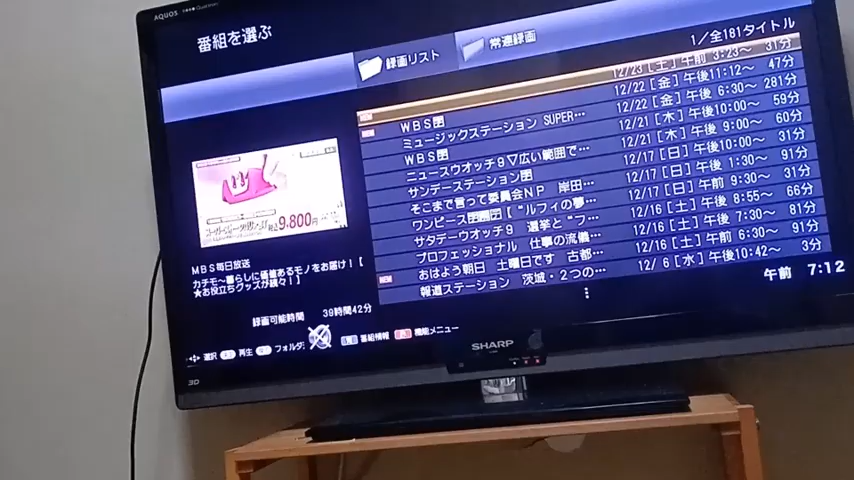 AQUOS
番組を選ぶ
録画リスト
常連録画
1/全181タイトル
12/23[土]午前 3:23～ 31分
NEW WBS🈑 12/22[金]午後11:12～ 47分
NEW ミュージックステーション SUPER… 12/22[金]午後 6:30～ 281分
WBS🈑 12/21[木]午後10:00～ 59分
ニュースウオッチ9▽広い範囲で… 12/21[木]午後 9:00～ 60分
サンデーステーション🈑 12/17[日]午後10:00～ 31分
そこまで言って委員会NP 岸田… 12/17[日]午後 1:30～ 91分
ワンピース 【“ルフィの夢… 12/17[日]午前 9:30～ 31分
サタデーウオッチ9 選挙と“フ… 12/16[土]午後 8:55～ 66分
プロフェッショナル 仕事の流儀… 12/16[土]午後 7:30～ 81分
おはよう朝日 土曜日です 古都… 12/16[土]午前 6:30～ 91分
NEW 報道ステーション 茨城・2つの… 12/ 6[水]午後10:42～ 3分
9,800円
MBS毎日放送
カチモ～暮らしに価値あるモノをお届け!【
★お役立ちグッズが続々!】
録画可能時間 39時間42分
午前 7:12
選択 再生 フォルダ 番組情報 機能メニュー
SHARP
3D